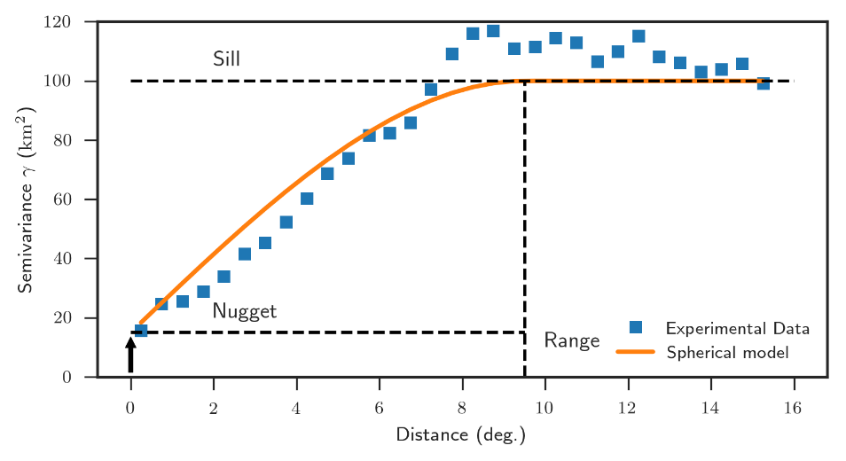 120
100
80
60
40
20
0
Semivariance γ (km²)
Sill
Nugget
Range
Experimental Data
Spherical model
0 2 4 6 8 10 12 14 16
Distance (deg.)